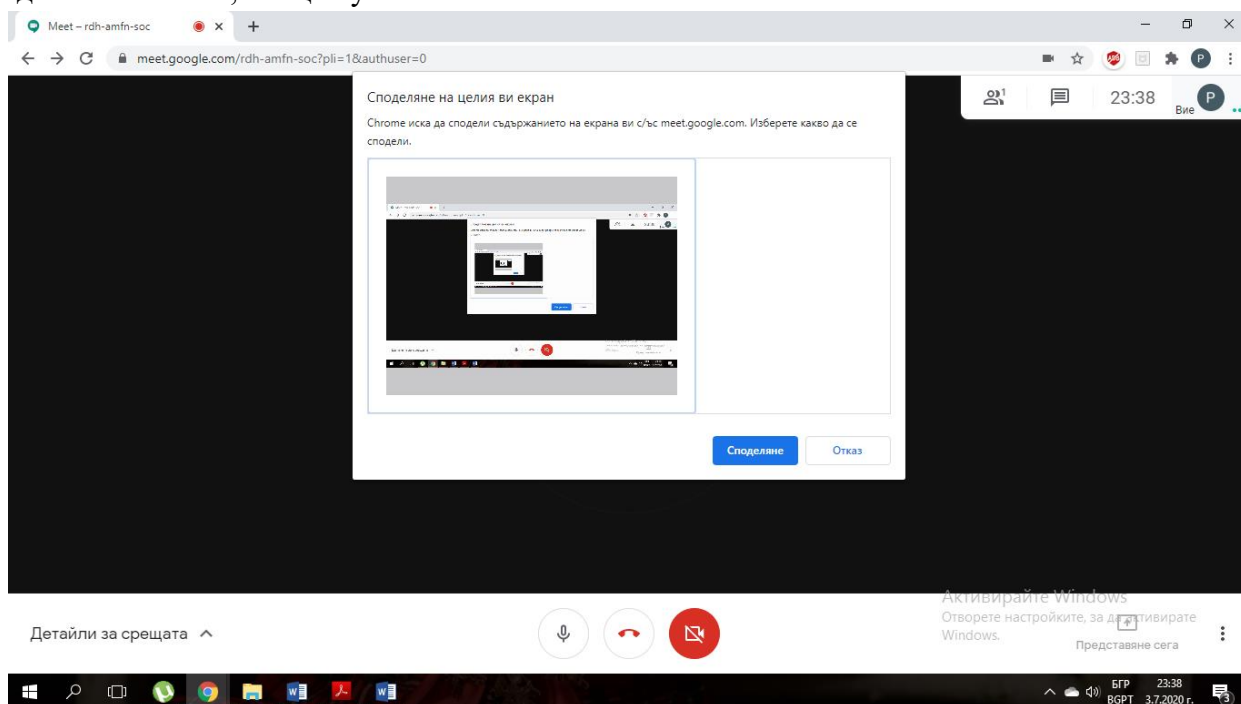 Meet – rdh-amfn-soc
meet.google.com/rdh-amfn-soc?pli=1&authuser=0
P
Споделяне на целия ви екран
Chrome иска да сподели съдържанието на екрана ви с/ъс meet.google.com. Изберете какво да се
сподели.
1
23:38
Вие
P
Споделяне
Отказ
Активирайте Windows
Отворете настройките, за да активирате
Windows.
Детайли за срещата
Представяне сега
БГР
23:38
BGPT
3.7.2020 г.
3